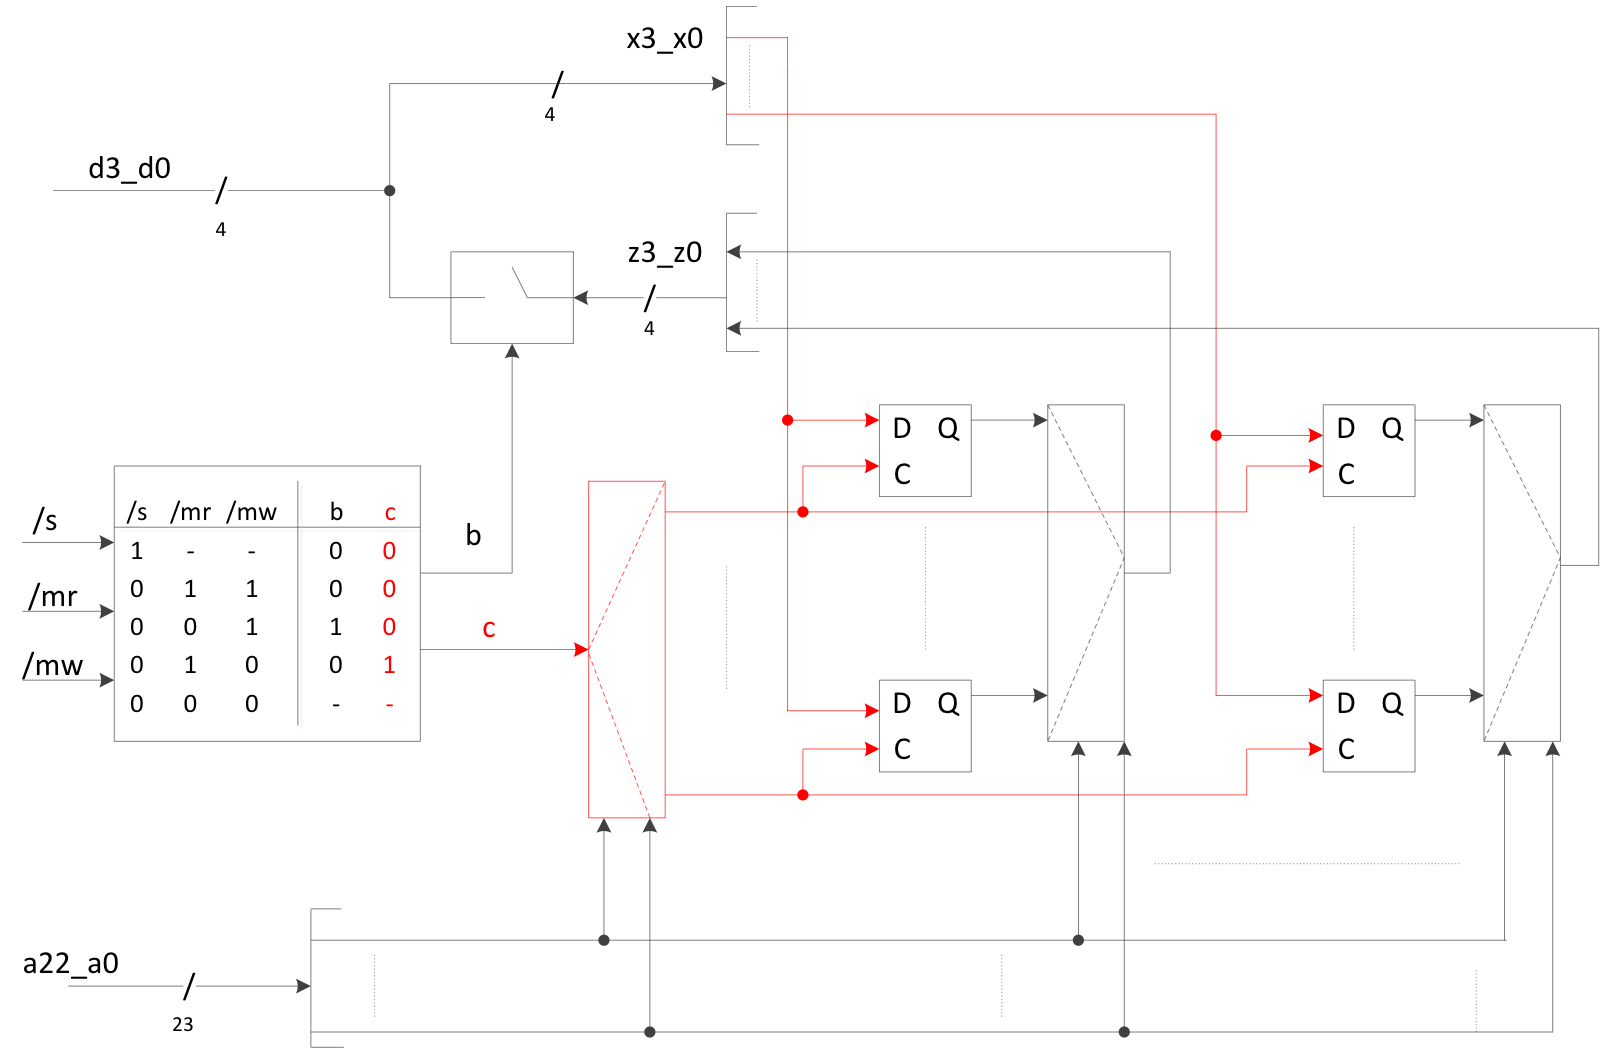 x3_x0
4
d3_d0
4
z3_z0
4
D Q
C
D Q
C
/s /mr /mw b c
1 - - 0 0
0 1 1 0 0
0 0 1 1 0
0 1 0 0 1
0 0 0 - -
/s
/mr
/mw
b
c
D Q
C
D Q
C
a22_a0
23